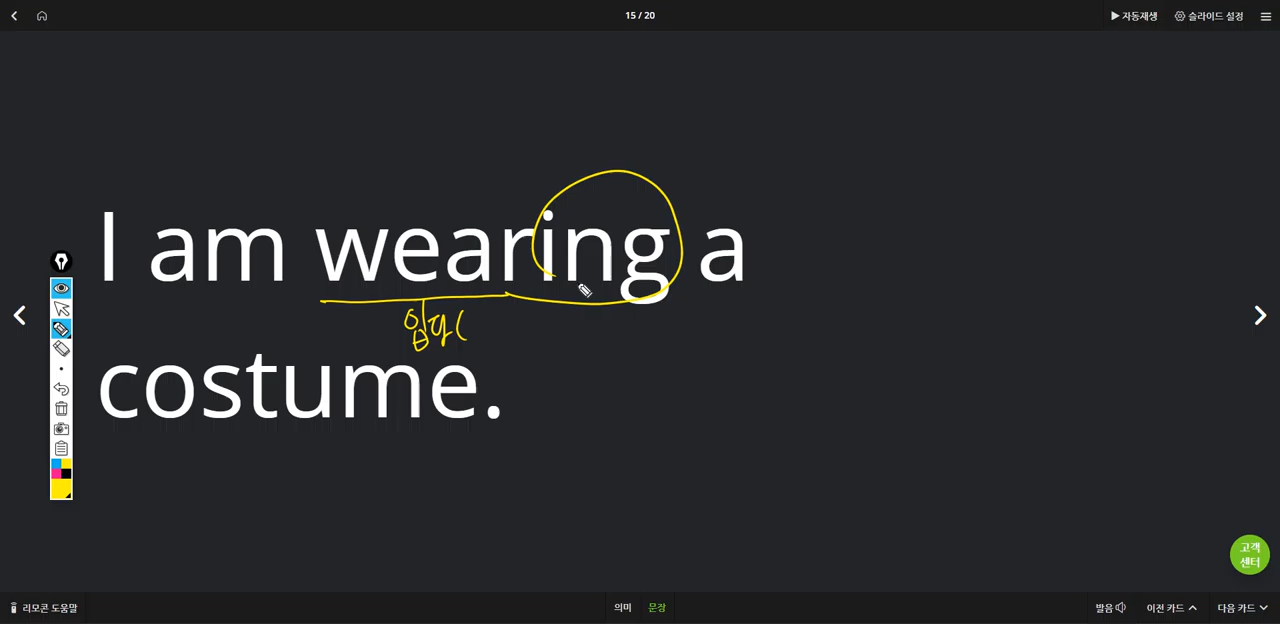 15 / 20
자동재생
슬라이드 설정
I am wearing a
입다(
costume.
고객
센터
리모콘 도움말
의미
문장
발음
이전 카드
다음 카드